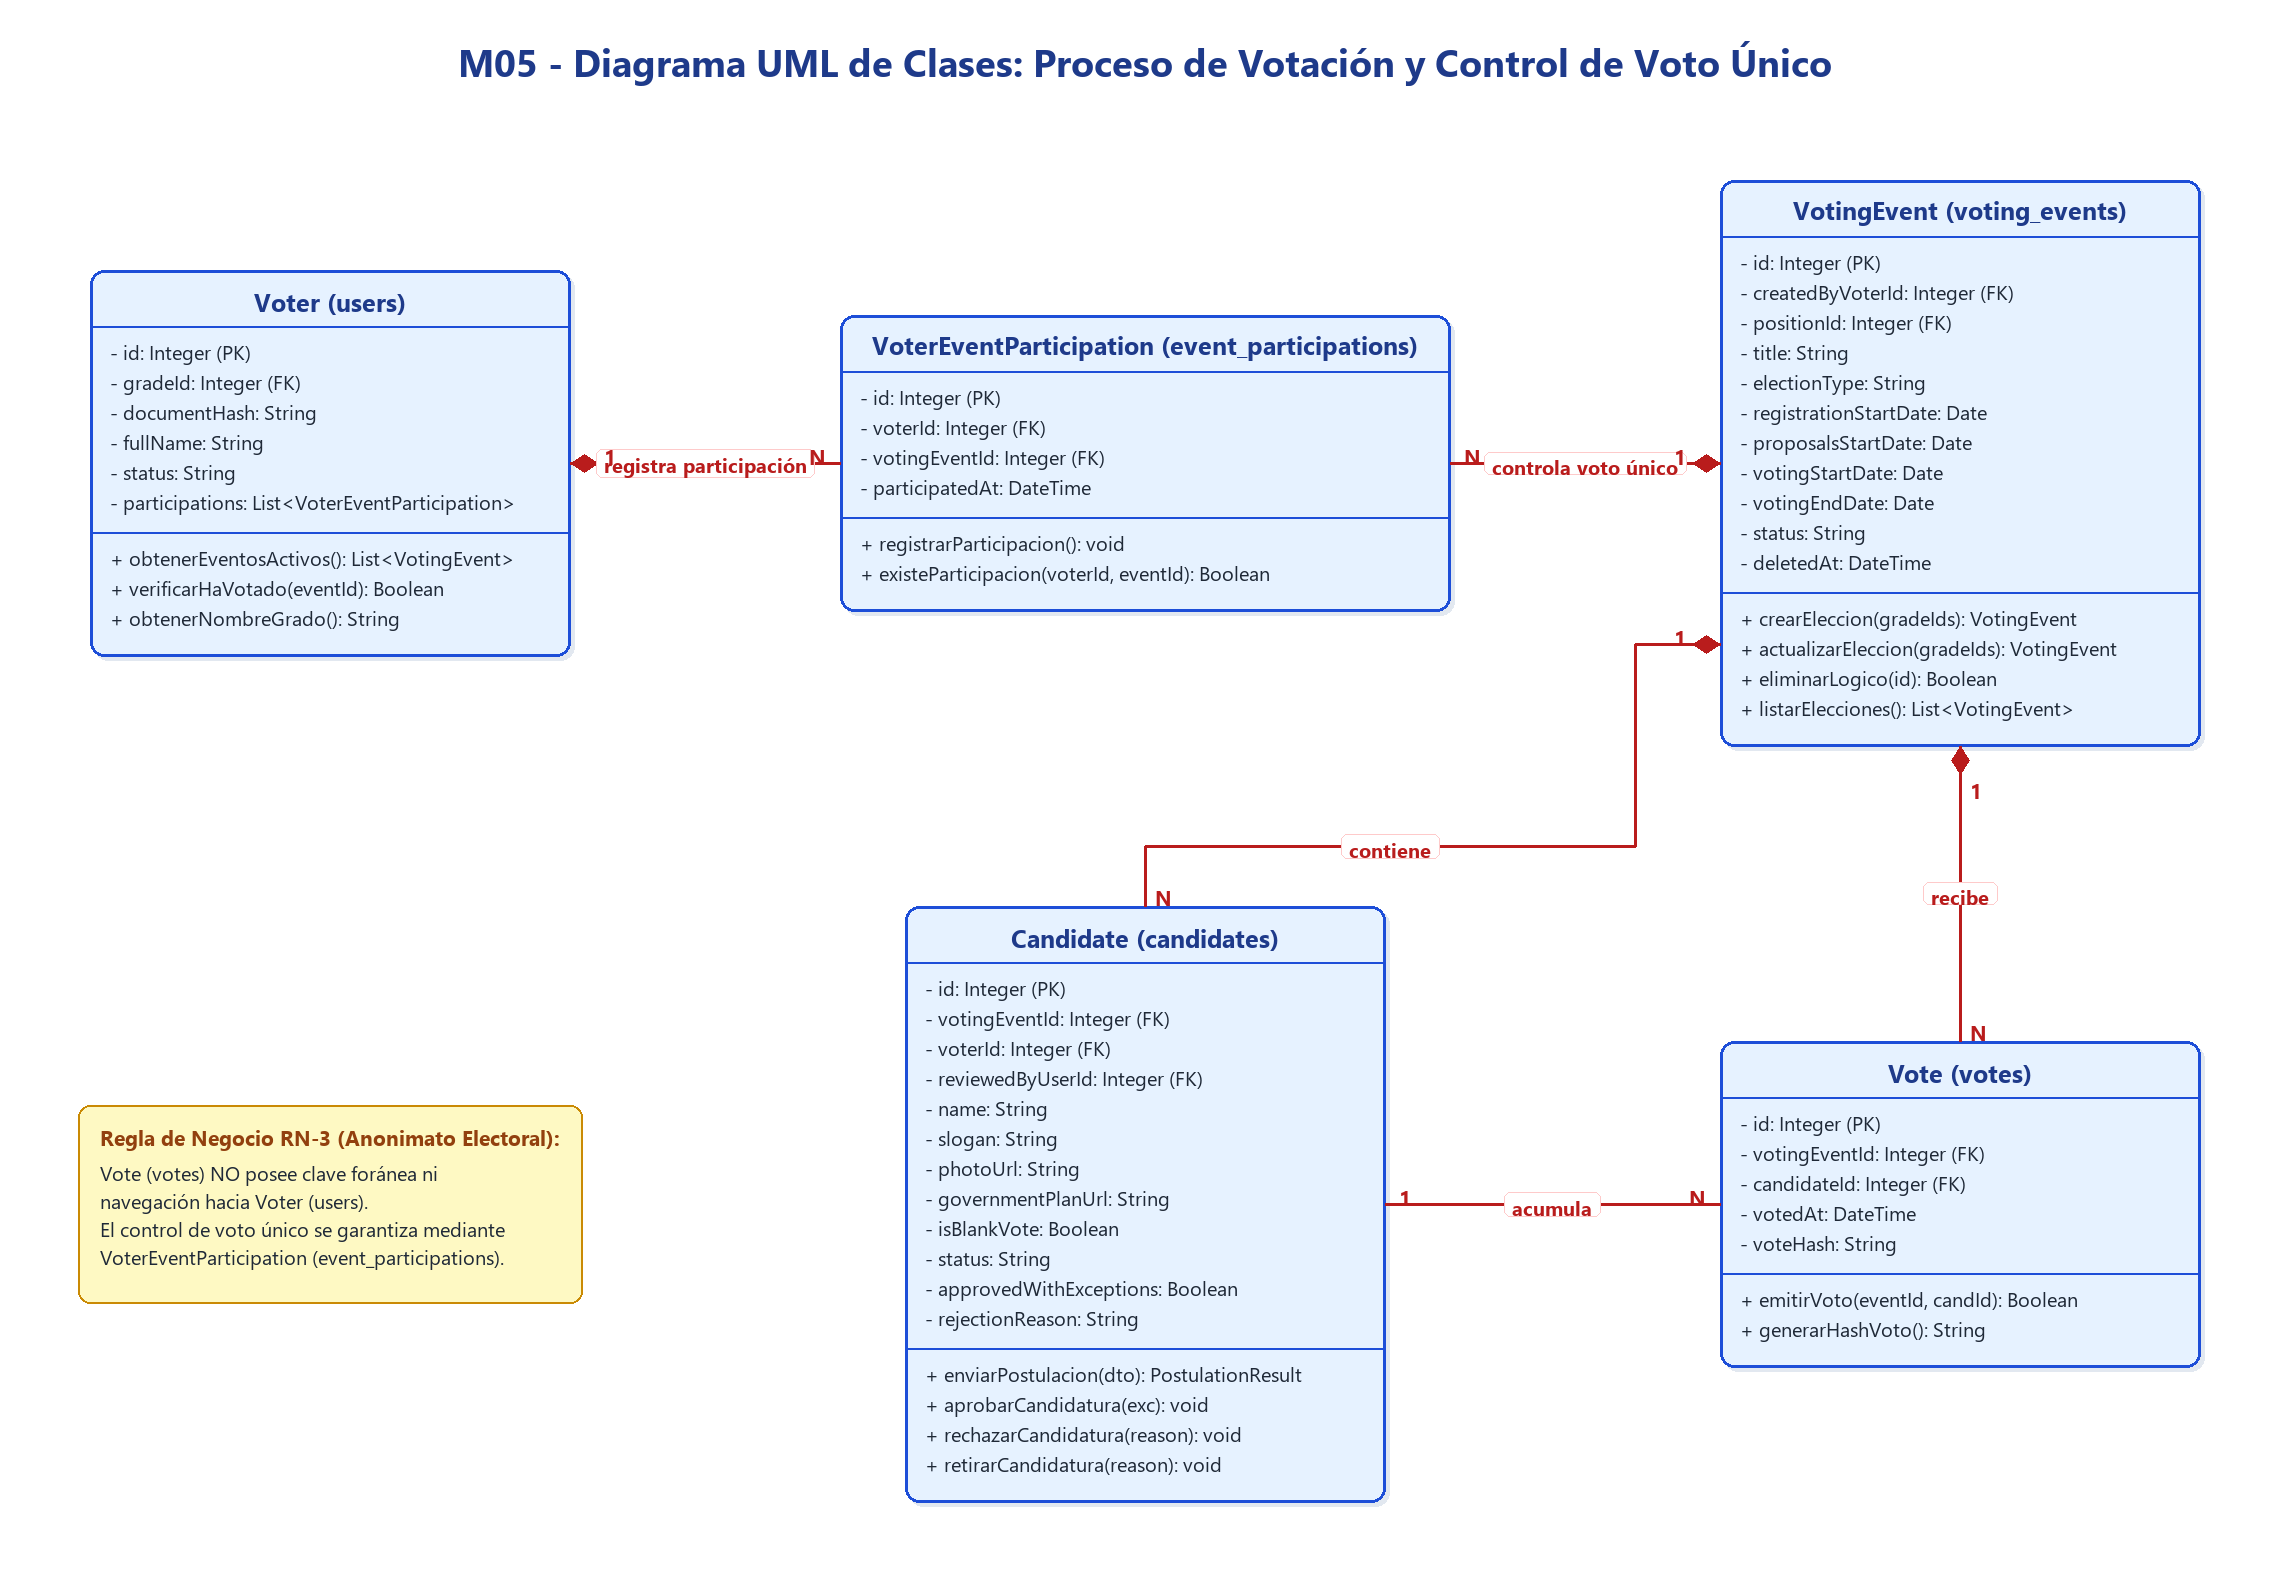 M05 - Diagrama UML de Clases: Proceso de Votación y Control de Voto Único
Voter (users)
- id: Integer (PK)
- gradeId: Integer (FK)
- documentHash: String
- fullName: String
- status: String
- participations: List<VoterEventParticipation>
+ obtenerEventosActivos(): List<VotingEvent>
+ verificarHaVotado(eventId): Boolean
+ obtenerNombreGrado(): String
1
registra participación
N
VoterEventParticipation (event_participations)
- id: Integer (PK)
- voterId: Integer (FK)
- votingEventId: Integer (FK)
- participatedAt: DateTime
+ registrarParticipacion(): void
+ existeParticipacion(voterId, eventId): Boolean
N
controla voto único
1
VotingEvent (voting_events)
- id: Integer (PK)
- createdByVoterId: Integer (FK)
- positionId: Integer (FK)
- title: String
- electionType: String
- registrationStartDate: Date
- proposalsStartDate: Date
- votingStartDate: Date
- votingEndDate: Date
- status: String
- deletedAt: DateTime
+ crearEleccion(gradeIds): VotingEvent
+ actualizarEleccion(gradeIds): VotingEvent
+ eliminarLogico(id): Boolean
+ listarElecciones(): List<VotingEvent>
1
contiene
N
1
recibe
N
Candidate (candidates)
- id: Integer (PK)
- votingEventId: Integer (FK)
- voterId: Integer (FK)
- reviewedByUserId: Integer (FK)
- name: String
- slogan: String
- photoUrl: String
- governmentPlanUrl: String
- isBlankVote: Boolean
- status: String
- approvedWithExceptions: Boolean
- rejectionReason: String
+ enviarPostulacion(dto): PostulationResult
+ aprobarCandidatura(exc): void
+ rechazarCandidatura(reason): void
+ retirarCandidatura(reason): void
1
acumula
N
Vote (votes)
- id: Integer (PK)
- votingEventId: Integer (FK)
- candidateId: Integer (FK)
- votedAt: DateTime
- voteHash: String
+ emitirVoto(eventId, candId): Boolean
+ generarHashVoto(): String
Regla de Negocio RN-3 (Anonimato Electoral):
Vote (votes) NO posee clave foránea ni
navegación hacia Voter (users).
El control de voto único se garantiza mediante
VoterEventParticipation (event_participations).